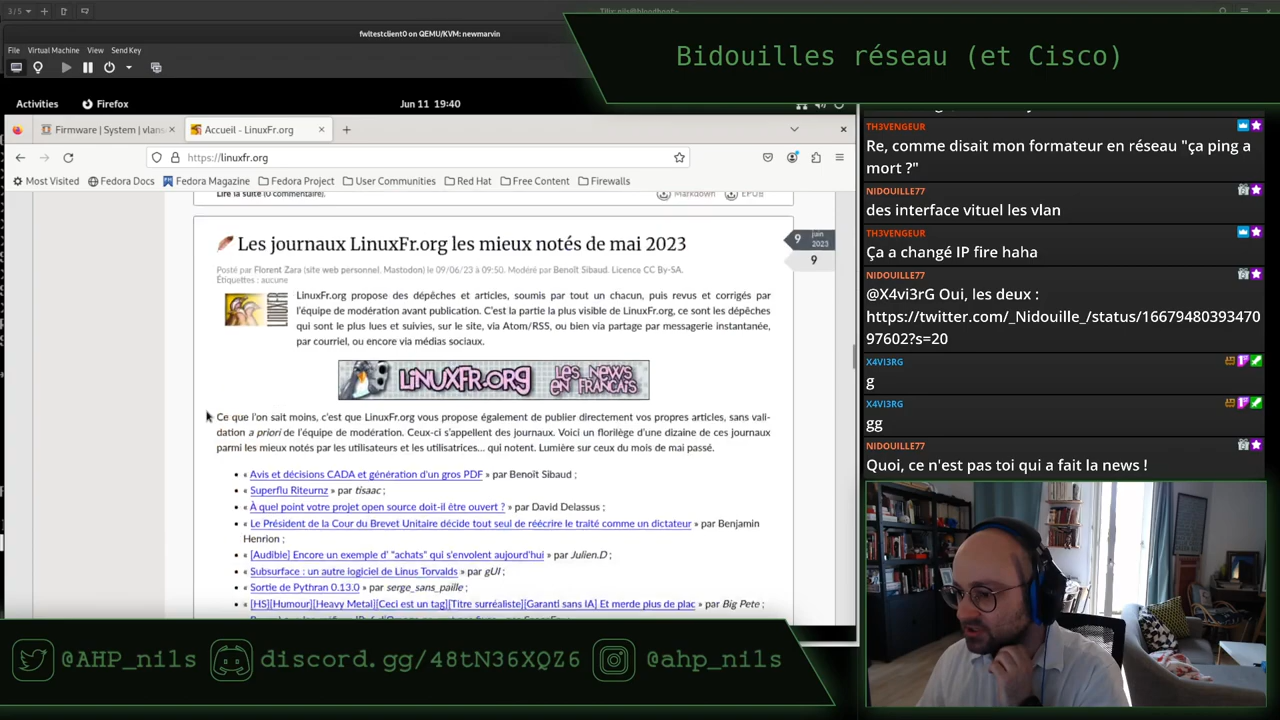 3/5
Tilix: nils@bloodhoof:~
fwltestclient0 on QEMU/KVM: newmarvin
File Virtual Machine View Send Key
Bidouilles réseau (et Cisco)
Activities Firefox Jun 11 19:40
Firmware | System | vlans
Accueil - LinuxFr.org
https://linuxfr.org
Most Visited Fedora Docs Fedora Magazine Fedora Project User Communities Red Hat Free Content Firewalls
Lire la suite (0 commentaire). Markdown EPUB
Les journaux LinuxFr.org les mieux notés de mai 2023
9 juin 2023
9
Posté par Florent Zara (site web personnel, Mastodon) le 09/06/23 à 09:50. Modéré par Benoît Sibaud. Licence CC By-SA.
Étiquettes : aucune
LINUXFR
LinuxFr.org propose des dépêches et articles, soumis par tout un chacun, puis revus et corrigés par
l'équipe de modération avant publication. C'est la partie la plus visible de LinuxFr.org, ce sont les dépêches
qui sont le plus lues et suivies, sur le site, via Atom/RSS, ou bien via partage par messagerie instantanée,
par courriel, ou encore via médias sociaux.
LINUXFR.ORG LES NEWS
EN FRANCAIS
Ce que l'on sait moins, c'est que LinuxFr.org vous propose également de publier directement vos propres articles, sans vali-
dation a priori de l'équipe de modération. Ceux-ci s'appellent des journaux. Voici un florilège d'une dizaine de ces journaux
parmi les mieux notés par les utilisateurs et les utilisatrices… qui notent. Lumière sur ceux du mois de mai passé.
• « Avis et décisions CADA et génération d'un gros PDF » par Benoît Sibaud ;
• « Superflu Riteurnz » par tisaac ;
• « À quel point votre projet open source doit-il être ouvert ? » par David Delassus ;
• « Le Président de la Cour du Brevet Unitaire décide tout seul de réécrire le traité comme un dictateur » par Benjamin
Henrion ;
• « [Audible] Encore un exemple d' "achats" qui s'envolent aujourd'hui » par Julien.D ;
• « Subsurface : un autre logiciel de Linus Torvalds » par gUI ;
• « Sortie de Pythran 0.13.0 » par serge_sans_paille ;
• « [HS][Humour][Heavy Metal][Ceci est un tag][Titre surréaliste][Garanti sans IA] Et merde plus de plac » par Big Pete ;
TH3VENGEUR
Re, comme disait mon formateur en réseau "ça ping a
mort ?"
NIDOUILLE77
des interface vituel les vlan
TH3VENGEUR
Ça a changé IP fire haha
NIDOUILLE77
@X4vi3rG Oui, les deux :
https://twitter.com/_Nidouille_/status/16679480393470
97602?s=20
X4VI3RG
g
X4VI3RG
gg
NIDOUILLE77
Quoi, ce n'est pas toi qui a fait la news !
@AHP_nils discord.gg/48tN36XQZ6 @ahp_nils